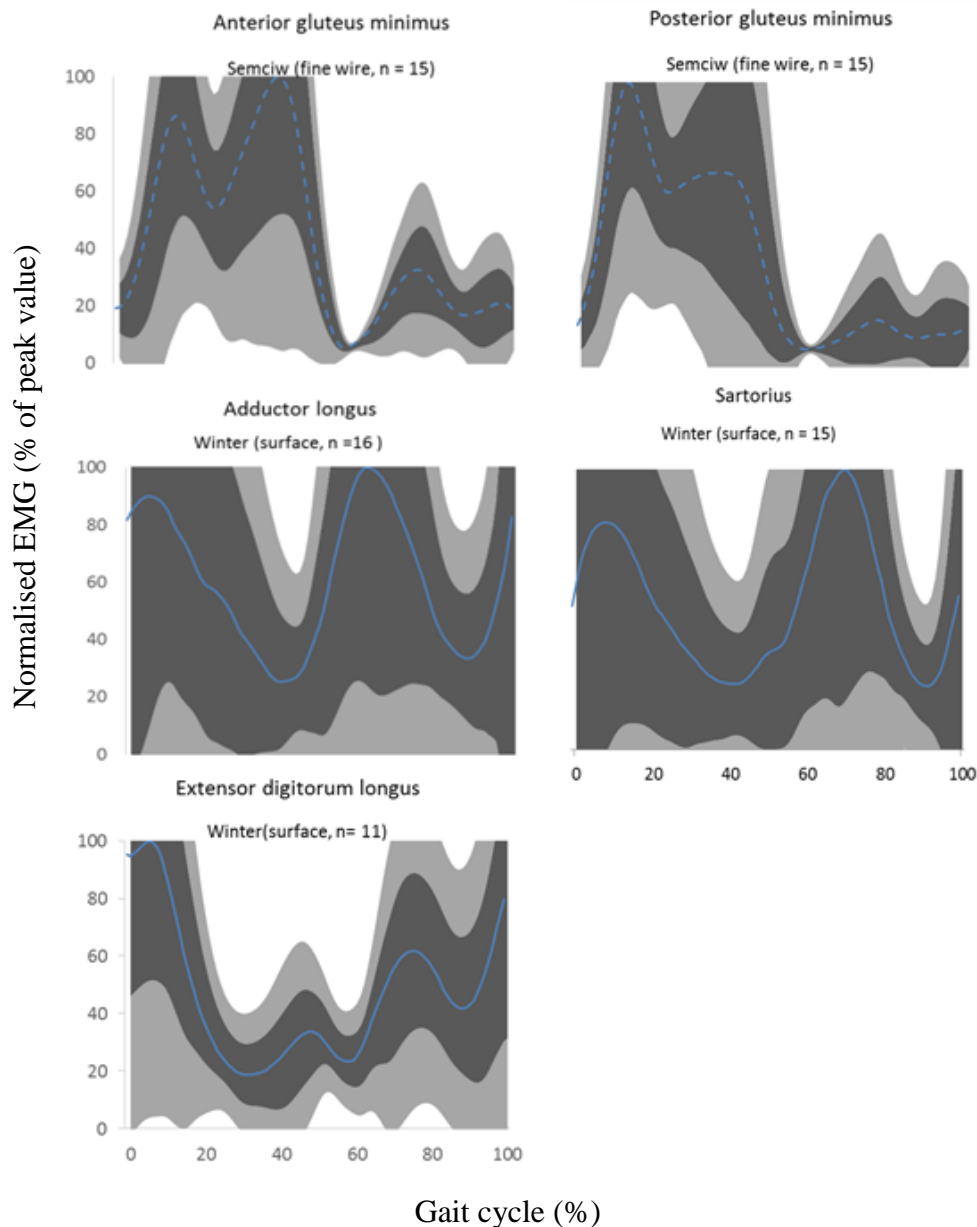 Anterior gluteus minimus
Semciw (fine wire, n = 15)
Posterior gluteus minimus
Semciw (fine wire, n = 15)
Normalised EMG (% of peak value)
100
80
60
40
20
0
Adductor longus
Winter (surface, n =16 )
100
80
60
40
20
0
Sartorius
Winter (surface, n = 15)
0 20 40 60 80 100
Extensor digitorum longus
Winter(surface, n= 11)
100
80
60
40
20
0
0 20 40 60 80 100
Gait cycle (%)